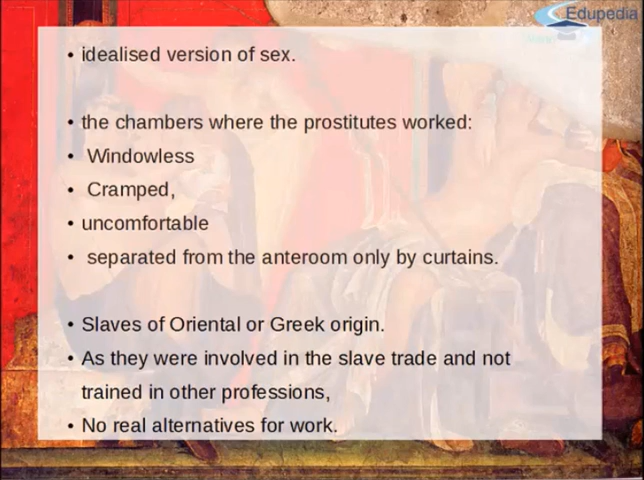 Edupedia
• idealised version of sex.
• the chambers where the prostitutes worked:
• Windowless
• Cramped,
• uncomfortable
• separated from the anteroom only by curtains.
• Slaves of Oriental or Greek origin.
• As they were involved in the slave trade and not
trained in other professions,
• No real alternatives for work.